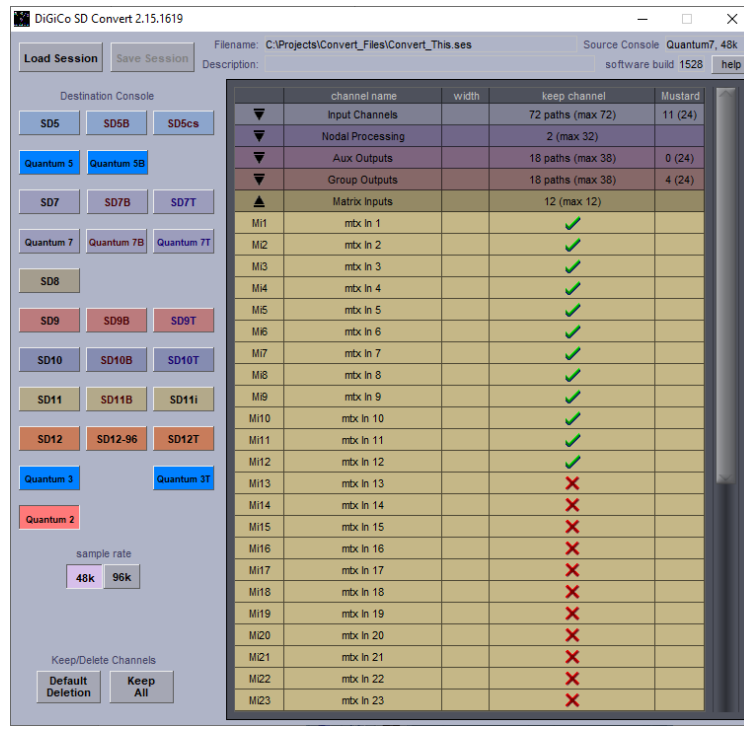 DiGiCo SD Convert 2.15.1619
Load Session
Save Session
Filename: C:\Projects\Convert_Files\Convert_This.ses
Source Console Quantum7, 48k
Description:
software build 1528
help
Destination Console
SD5 SD5B SD5cs
Quantum 5 Quantum 5B
SD7 SD7B SD7T
Quantum 7 Quantum 7B Quantum 7T
SD8
SD9 SD9B SD9T
SD10 SD10B SD10T
SD11 SD11B SD11i
SD12 SD12-96 SD12T
Quantum 3 Quantum 3T
Quantum 2
sample rate
48k 96k
Keep/Delete Channels
Default Deletion
Keep All
channel name width keep channel Mustard
Input Channels 72 paths (max 72) 11 (24)
Nodal Processing 2 (max 32)
Aux Outputs 18 paths (max 38) 0 (24)
Group Outputs 18 paths (max 38) 4 (24)
Matrix Inputs 12 (max 12)
Mi1 mtx In 1
Mi2 mtx In 2
Mi3 mtx In 3
Mi4 mtx In 4
Mi5 mtx In 5
Mi6 mtx In 6
Mi7 mtx In 7
Mi8 mtx In 8
Mi9 mtx In 9
Mi10 mtx In 10
Mi11 mtx In 11
Mi12 mtx In 12
Mi13 mtx In 13
Mi14 mtx In 14
Mi15 mtx In 15
Mi16 mtx In 16
Mi17 mtx In 17
Mi18 mtx In 18
Mi19 mtx In 19
Mi20 mtx In 20
Mi21 mtx In 21
Mi22 mtx In 22
Mi23 mtx In 23